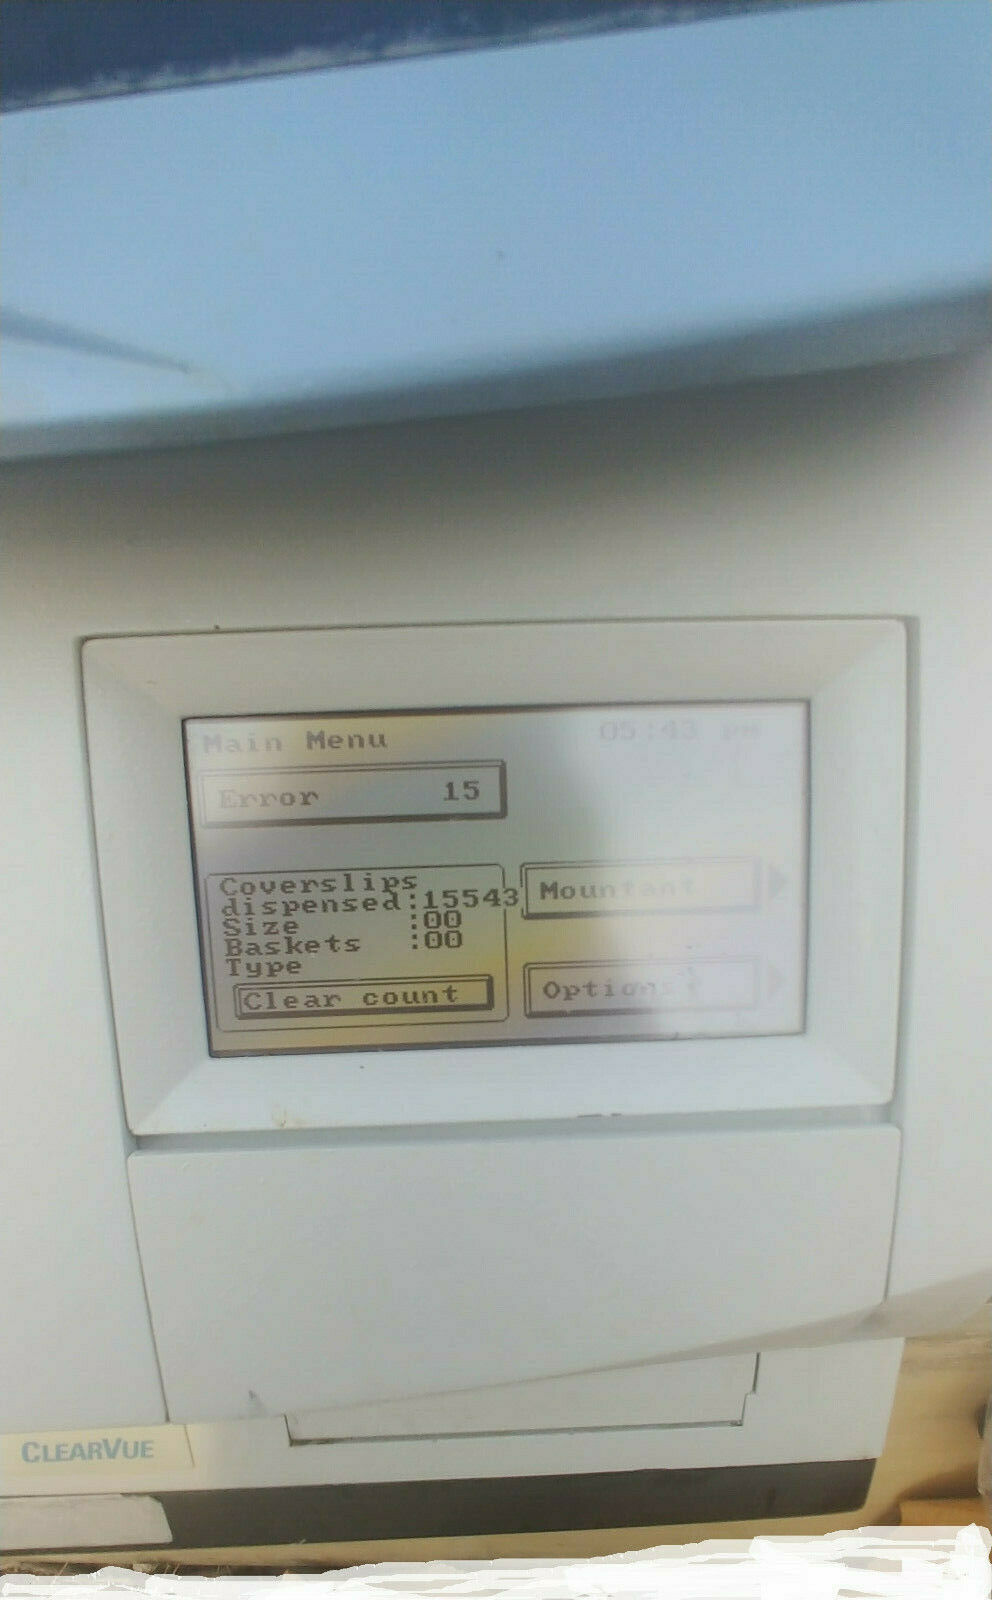 Main Menu 05:43 pm
Error 15
Coverslips
dispensed:15543
Size :00
Baskets :00
Type
Clear count
Mountant
Options
CLEARVUE